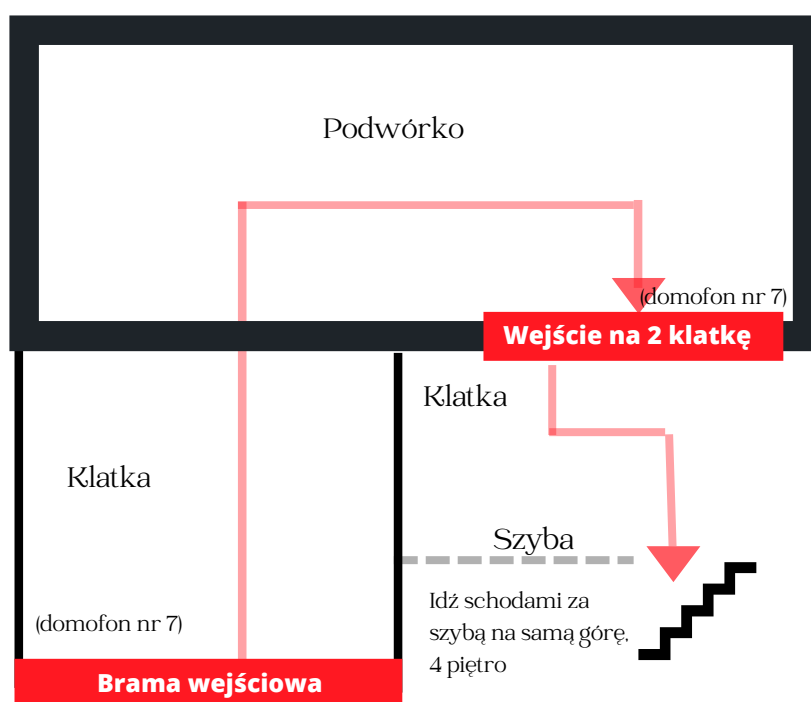 Podwórko
(domofon nr 7)
Wejście na 2 klatkę
Klatka
Klatka
Szyba
Idź schodami za
szybą na samą górę,
4 piętro
(domofon nr 7)
Brama wejściowa